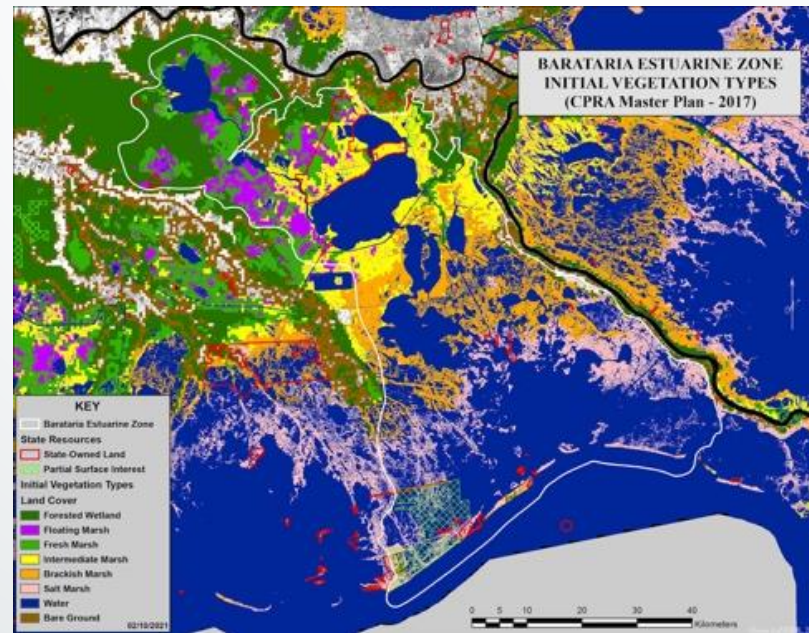 BARATARIA ESTUARINE ZONE
INITIAL VEGETATION TYPES
(CPRA Master Plan - 2017)
KEY
Barataria Estuarine Zone
State Resources
State-Owned Land
Partial Surface Interest
Initial Vegetation Types
Land Cover
Forested Wetland
Floating Marsh
Fresh Marsh
Intermediate Marsh
Brackish Marsh
Salt Marsh
Water
Bare Ground
02/10/2021
0 5 10 20 30 40
Kilometers